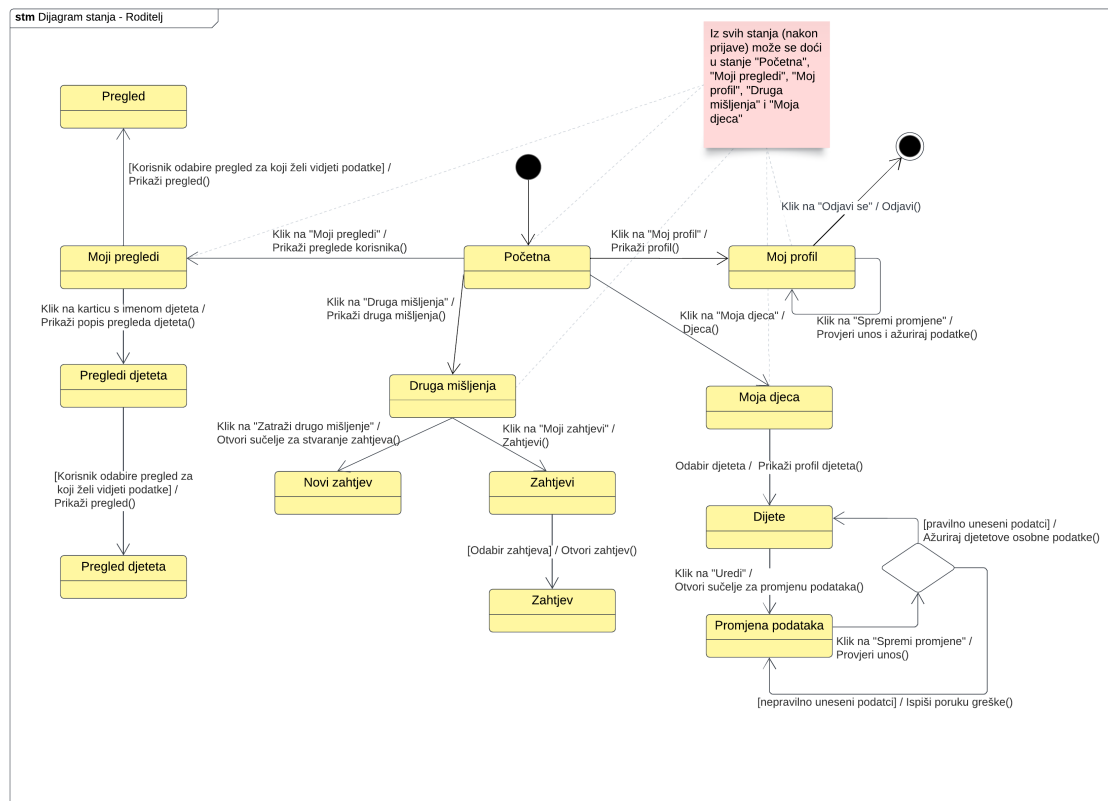 stm Dijagram stanja - Roditelj
Iz svih stanja (nakon
prijave) može se doći
u stanje "Početna",
"Moji pregledi", "Moj
profil", "Druga
mišljenja" i "Moja
djeca"
Pregled
[Korisnik odabire pregled za koji želi vidjeti podatke] /
Prikaži pregled()
Klik na "Odjavi se" / Odjavi()
Klik na "Moji pregledi" /
Prikaži preglede korisnika()
Klik na "Moj profil" /
Prikaži profil()
Moji pregledi
Početna
Moj profil
Klik na karticu s imenom djeteta /
Prikaži popis pregleda djeteta()
Klik na "Druga mišljenja" /
Prikaži druga mišljenja()
Klik na "Moja djeca" /
Djeca()
Klik na "Spremi promjene" /
Provjeri unos i ažuriraj podatke()
Pregledi djeteta
Druga mišljenja
Moja djeca
Klik na "Zatraži drugo mišljenje" /
Otvori sučelje za stvaranje zahtjeva()
Klik na "Moji zahtjevi" /
Zahtjevi()
Odabir djeteta / Prikaži profil djeteta()
[Korisnik odabire pregled za
koji želi vidjeti podatke] /
Prikaži pregled()
Novi zahtjev
Zahtjevi
Dijete
[pravilno uneseni podatci] /
Ažuriraj djetetove osobne podatke()
[Odabir zahtjeva] / Otvori zahtjev()
Pregled djeteta
Klik na "Uredi" /
Otvori sučelje za promjenu podataka()
Zahtjev
Promjena podataka
Klik na "Spremi promjene" /
Provjeri unos()
[nepravilno uneseni podatci] / Ispiši poruku greške()